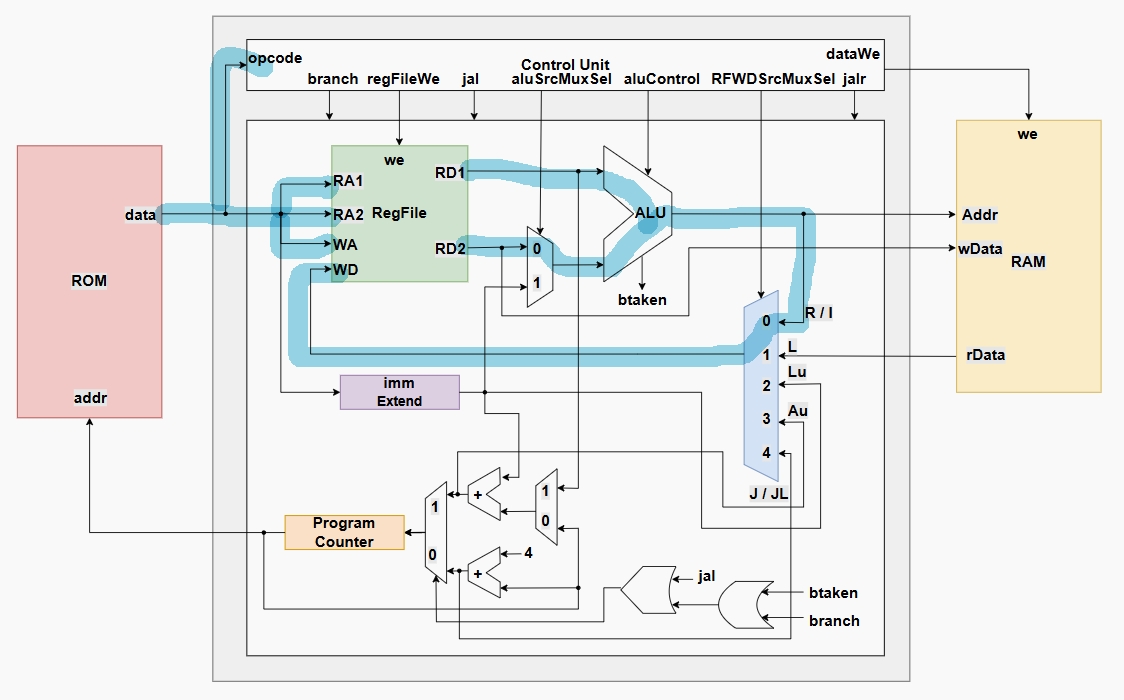 opcode
dataWe
Control Unit
branch regFileWe jal aluSrcMuxSel aluControl RFWDSrcMuxSel jalr
we
we
RA1
RD1
data
RA2
RegFile
ALU
Addr
WA
RD2
0
wData
WD
RAM
ROM
1
btaken
0
R / I
1
L
rData
2
Lu
imm
Extend
addr
3
Au
4
J / JL
1
+
1
0
Program
Counter
0
4
+
jal
btaken
branch